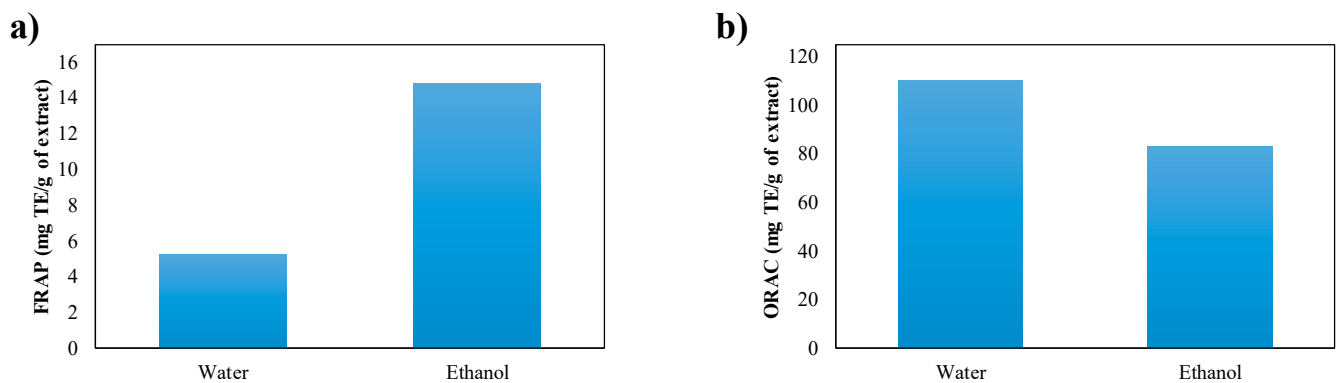 a)
FRAP (mg TE/g of extract)
16
14
12
10
8
6
4
2
0
Water Ethanol
b)
ORAC (mg TE/g of extract)
120
100
80
60
40
20
0
Water Ethanol